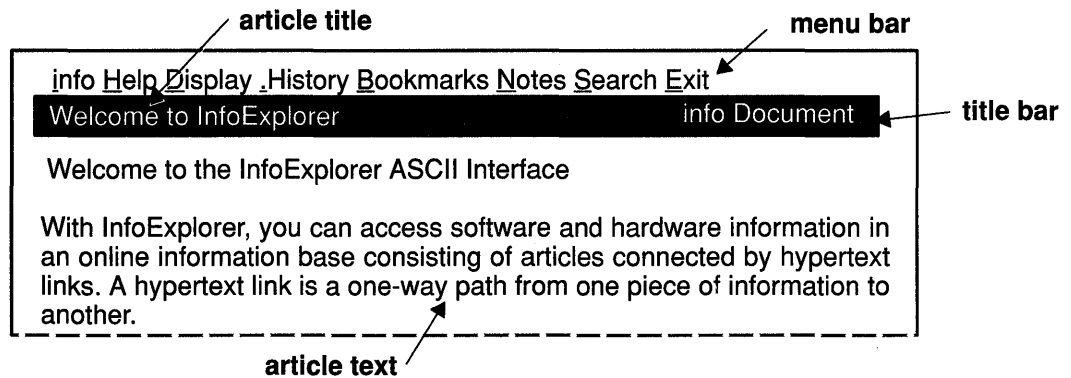 article title
menu bar
info Help Display .History Bookmarks Notes Search Exit
Welcome to InfoExplorer info Document
title bar
Welcome to the InfoExplorer ASCII Interface
With InfoExplorer, you can access software and hardware information in
an online information base consisting of articles connected by hypertext
links. A hypertext link is a one-way path from one piece of information to
another.
article text